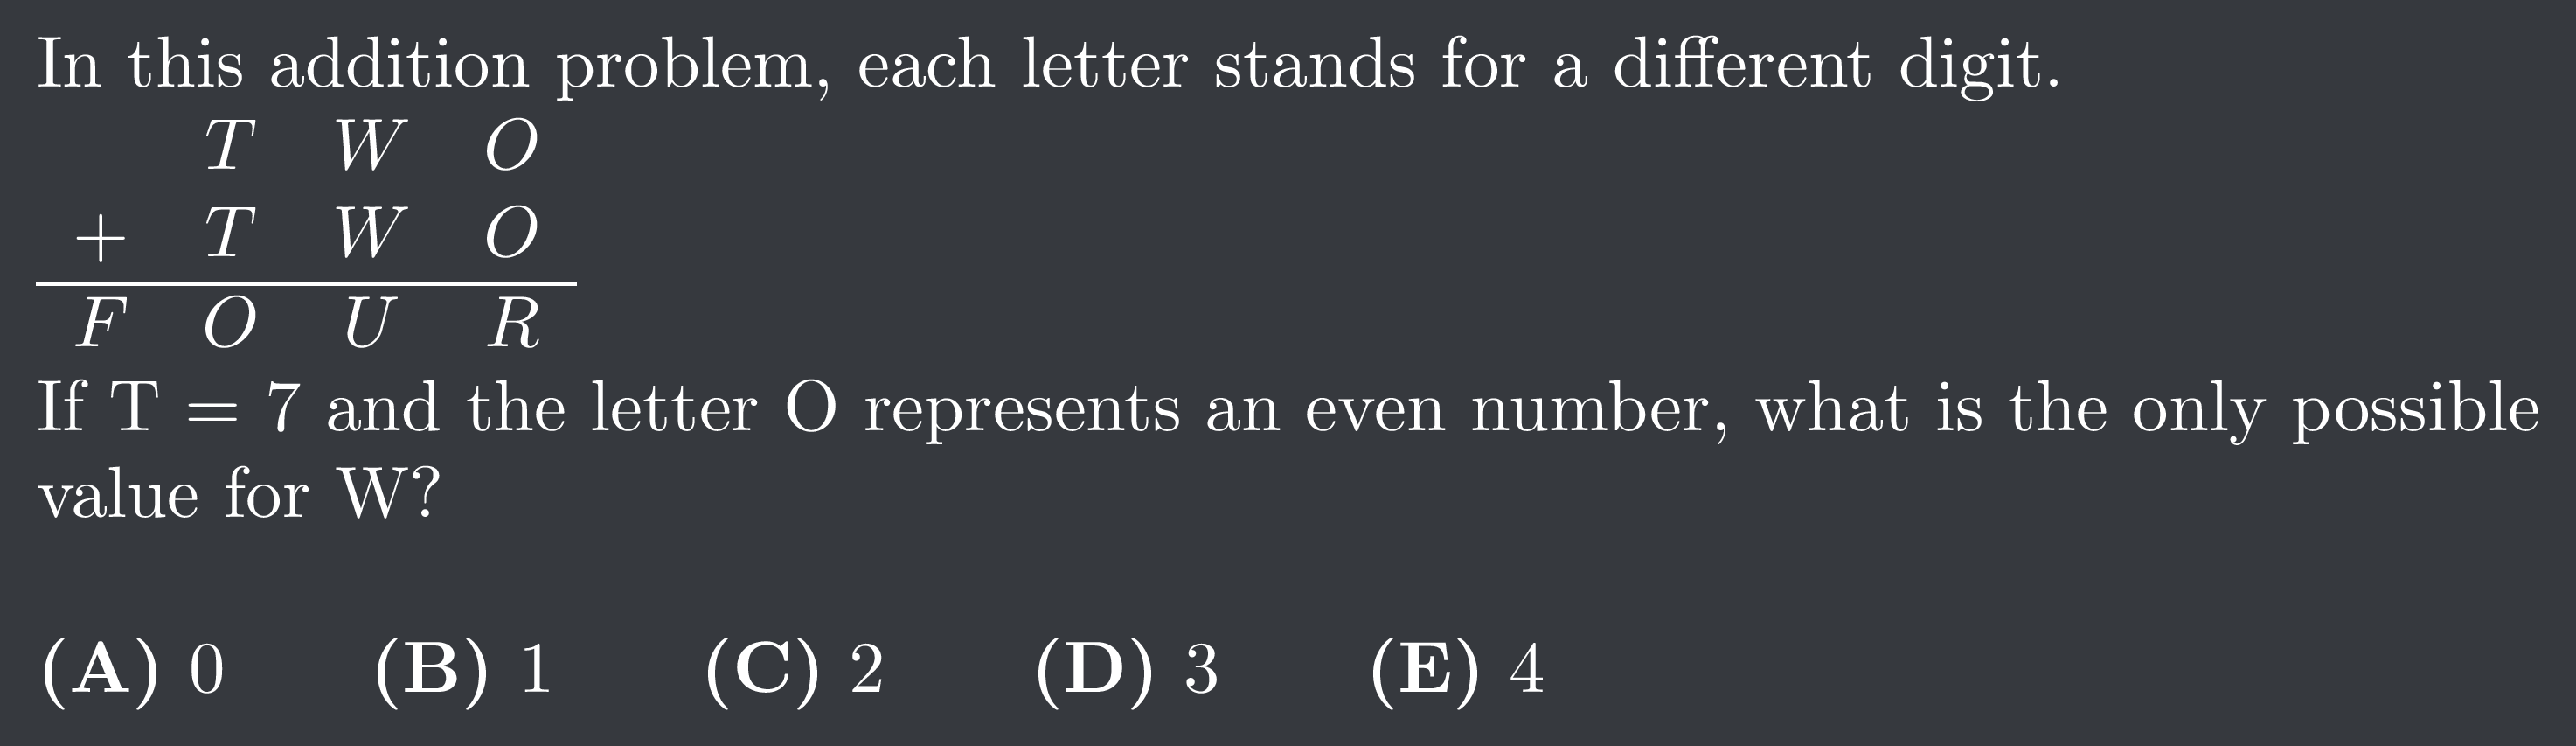 In this addition problem, each letter stands for a different digit.
T W O
+ T W O
F O U R
If T = 7 and the letter O represents an even number, what is the only possible
value for W?
(A) 0 (B) 1 (C) 2 (D) 3 (E) 4